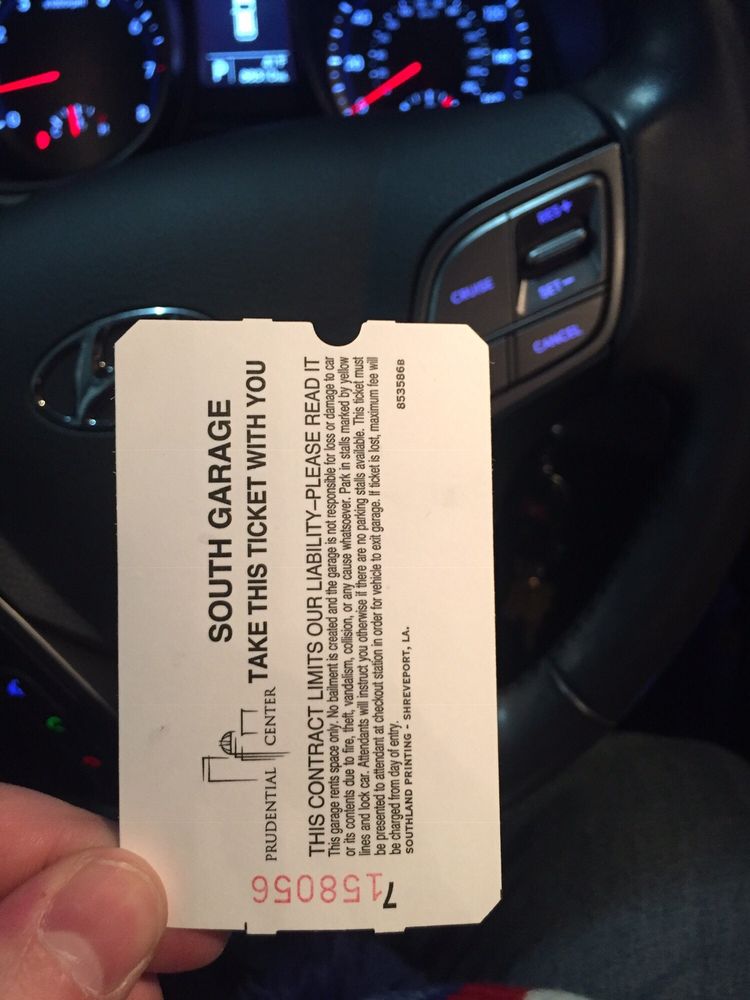 SOUTH GARAGE
TAKE THIS TICKET WITH YOU
PRUDENTIAL CENTER
THIS CONTRACT LIMITS OUR LIABILITY–PLEASE READ IT
This garage rents space only. No bailment is created and the garage is not responsible for loss or damage to car
or its contents due to fire, theft, vandalism, collision, or any cause whatsoever. Park in stalls marked by yellow
lines and lock car. Attendants will instruct you otherwise if there are no parking stalls available. This ticket must
be presented to attendant at checkout station in order for vehicle to exit garage. If ticket is lost, maximum fee will
be charged from day of entry.
SOUTHLAND PRINTING - SHREVEPORT, LA.
853586B
7158056
RES+
SET-
CRUISE
CANCEL
P
6
7
8
0